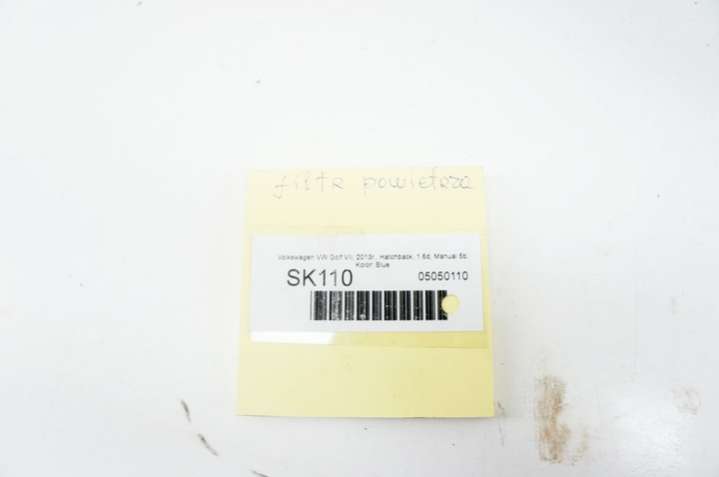 filtr powietrza
Volkswagen VW Golf VII, 2013r., Hatchback, 1.6d, Manual 5b,
Kolor: Blue
SK110
05050110